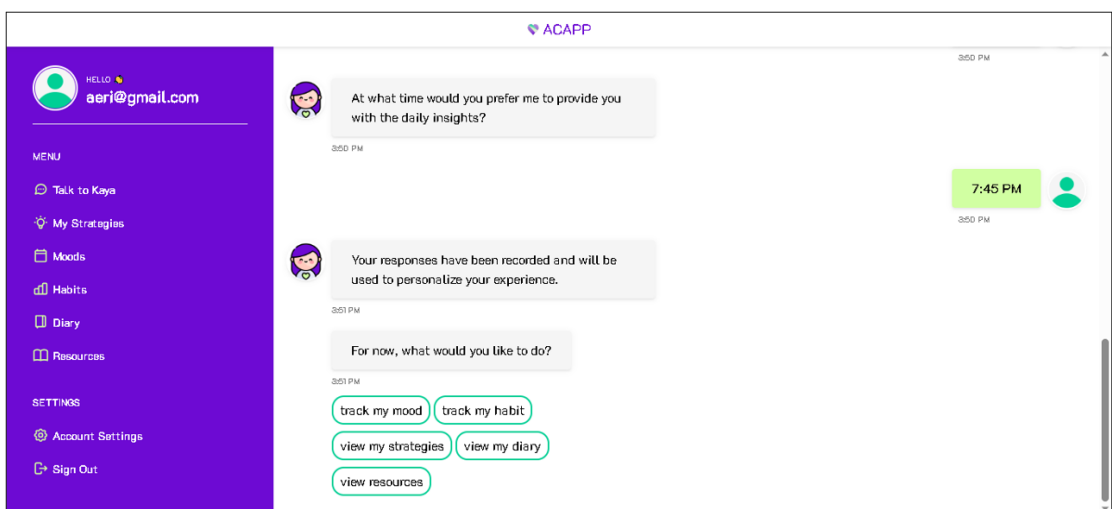 ACAPP
HELLO 👋
aeri@gmail.com
MENU
Talk to Kaya
My Strategies
Moods
Habits
Diary
Resources
SETTINGS
Account Settings
Sign Out
3:50 PM
At what time would you prefer me to provide you
with the daily insights?
3:50 PM
7:45 PM
3:50 PM
Your responses have been recorded and will be
used to personalize your experience.
3:51 PM
For now, what would you like to do?
3:51 PM
track my mood
track my habit
view my strategies
view my diary
view resources